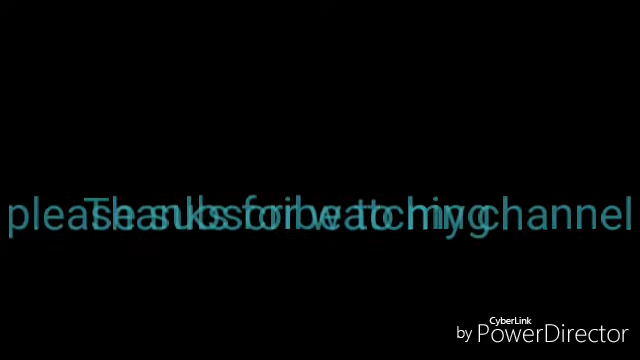 please subscribe to my channel
Thanks for watching
CyberLink
by PowerDirector